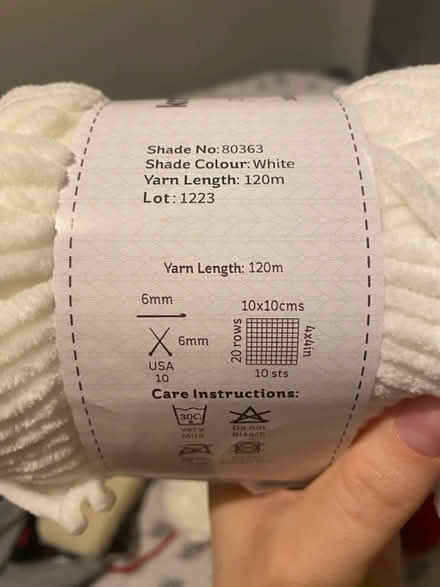 Shade No: 80363
Shade Colour: White
Yarn Length: 120m
Lot: 1223
Yarn Length: 120m
6mm
6mm
USA
10
10x10cms
20 rows
4x4in
10 sts
Care Instructions:
30C
Very
Mild
Do not
Bleach